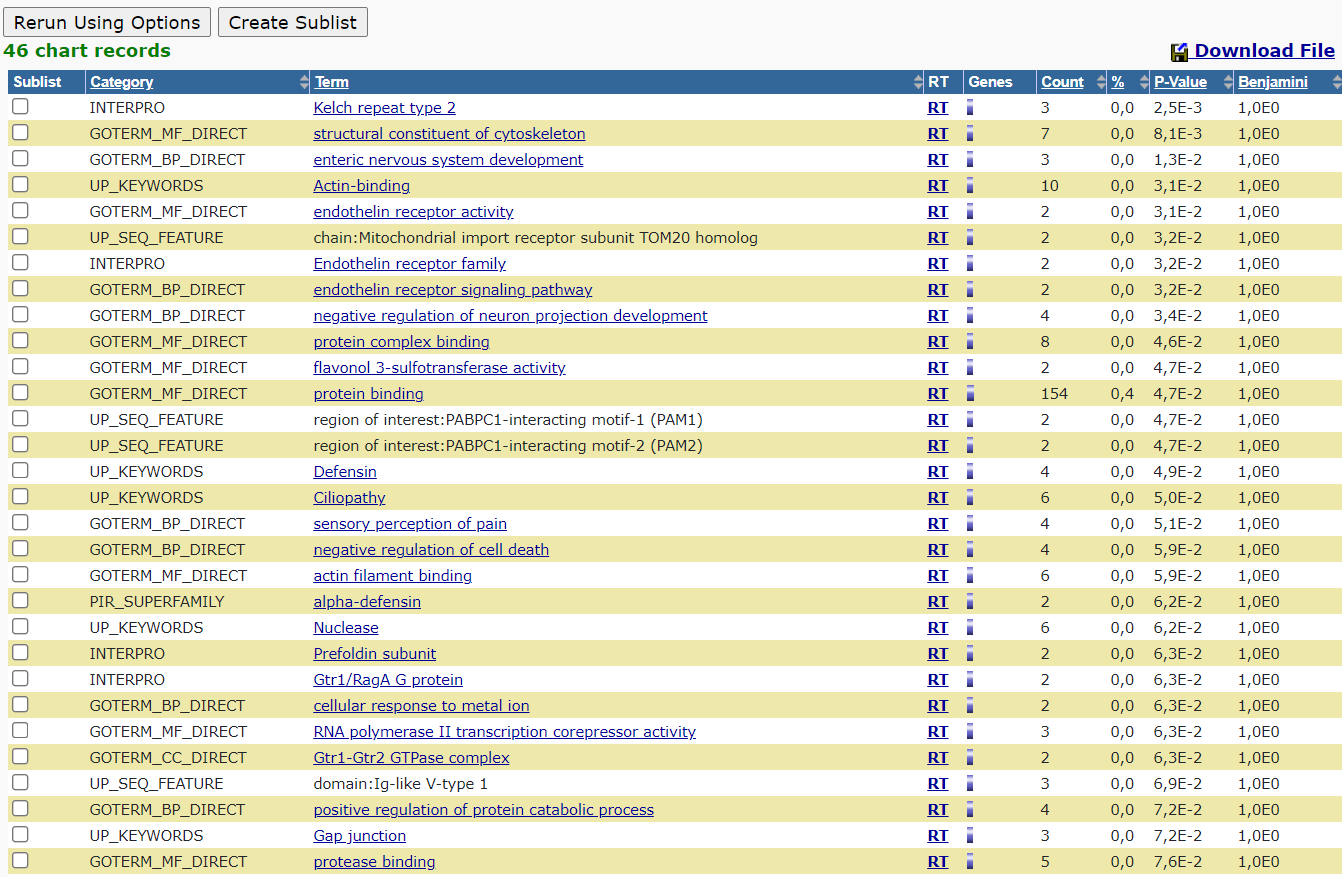 Rerun Using Options Create Sublist
46 chart records Download File
Sublist Category Term RT Genes Count % P-Value Benjamini
INTERPRO Kelch repeat type 2 RT 3 0,0 2,5E-3 1,0E0
GOTERM_MF_DIRECT structural constituent of cytoskeleton RT 7 0,0 8,1E-3 1,0E0
GOTERM_BP_DIRECT enteric nervous system development RT 3 0,0 1,3E-2 1,0E0
UP_KEYWORDS Actin-binding RT 10 0,0 3,1E-2 1,0E0
GOTERM_MF_DIRECT endothelin receptor activity RT 2 0,0 3,1E-2 1,0E0
UP_SEQ_FEATURE chain:Mitochondrial import receptor subunit TOM20 homolog RT 2 0,0 3,2E-2 1,0E0
INTERPRO Endothelin receptor family RT 2 0,0 3,2E-2 1,0E0
GOTERM_BP_DIRECT endothelin receptor signaling pathway RT 2 0,0 3,2E-2 1,0E0
GOTERM_BP_DIRECT negative regulation of neuron projection development RT 4 0,0 3,4E-2 1,0E0
GOTERM_MF_DIRECT protein complex binding RT 8 0,0 4,6E-2 1,0E0
GOTERM_MF_DIRECT flavonol 3-sulfotransferase activity RT 2 0,0 4,7E-2 1,0E0
GOTERM_MF_DIRECT protein binding RT 154 0,4 4,7E-2 1,0E0
UP_SEQ_FEATURE region of interest:PABPC1-interacting motif-1 (PAM1) RT 2 0,0 4,7E-2 1,0E0
UP_SEQ_FEATURE region of interest:PABPC1-interacting motif-2 (PAM2) RT 2 0,0 4,7E-2 1,0E0
UP_KEYWORDS Defensin RT 4 0,0 4,9E-2 1,0E0
UP_KEYWORDS Ciliopathy RT 6 0,0 5,0E-2 1,0E0
GOTERM_BP_DIRECT sensory perception of pain RT 4 0,0 5,1E-2 1,0E0
GOTERM_BP_DIRECT negative regulation of cell death RT 4 0,0 5,9E-2 1,0E0
GOTERM_MF_DIRECT actin filament binding RT 6 0,0 5,9E-2 1,0E0
PIR_SUPERFAMILY alpha-defensin RT 2 0,0 6,2E-2 1,0E0
UP_KEYWORDS Nuclease RT 6 0,0 6,2E-2 1,0E0
INTERPRO Prefoldin subunit RT 2 0,0 6,3E-2 1,0E0
INTERPRO Gtr1/RagA G protein RT 2 0,0 6,3E-2 1,0E0
GOTERM_BP_DIRECT cellular response to metal ion RT 2 0,0 6,3E-2 1,0E0
GOTERM_MF_DIRECT RNA polymerase II transcription corepressor activity RT 3 0,0 6,3E-2 1,0E0
GOTERM_CC_DIRECT Gtr1-Gtr2 GTPase complex RT 2 0,0 6,3E-2 1,0E0
UP_SEQ_FEATURE domain:Ig-like V-type 1 RT 3 0,0 6,9E-2 1,0E0
GOTERM_BP_DIRECT positive regulation of protein catabolic process RT 4 0,0 7,2E-2 1,0E0
UP_KEYWORDS Gap junction RT 3 0,0 7,2E-2 1,0E0
GOTERM_MF_DIRECT protease binding RT 5 0,0 7,6E-2 1,0E0